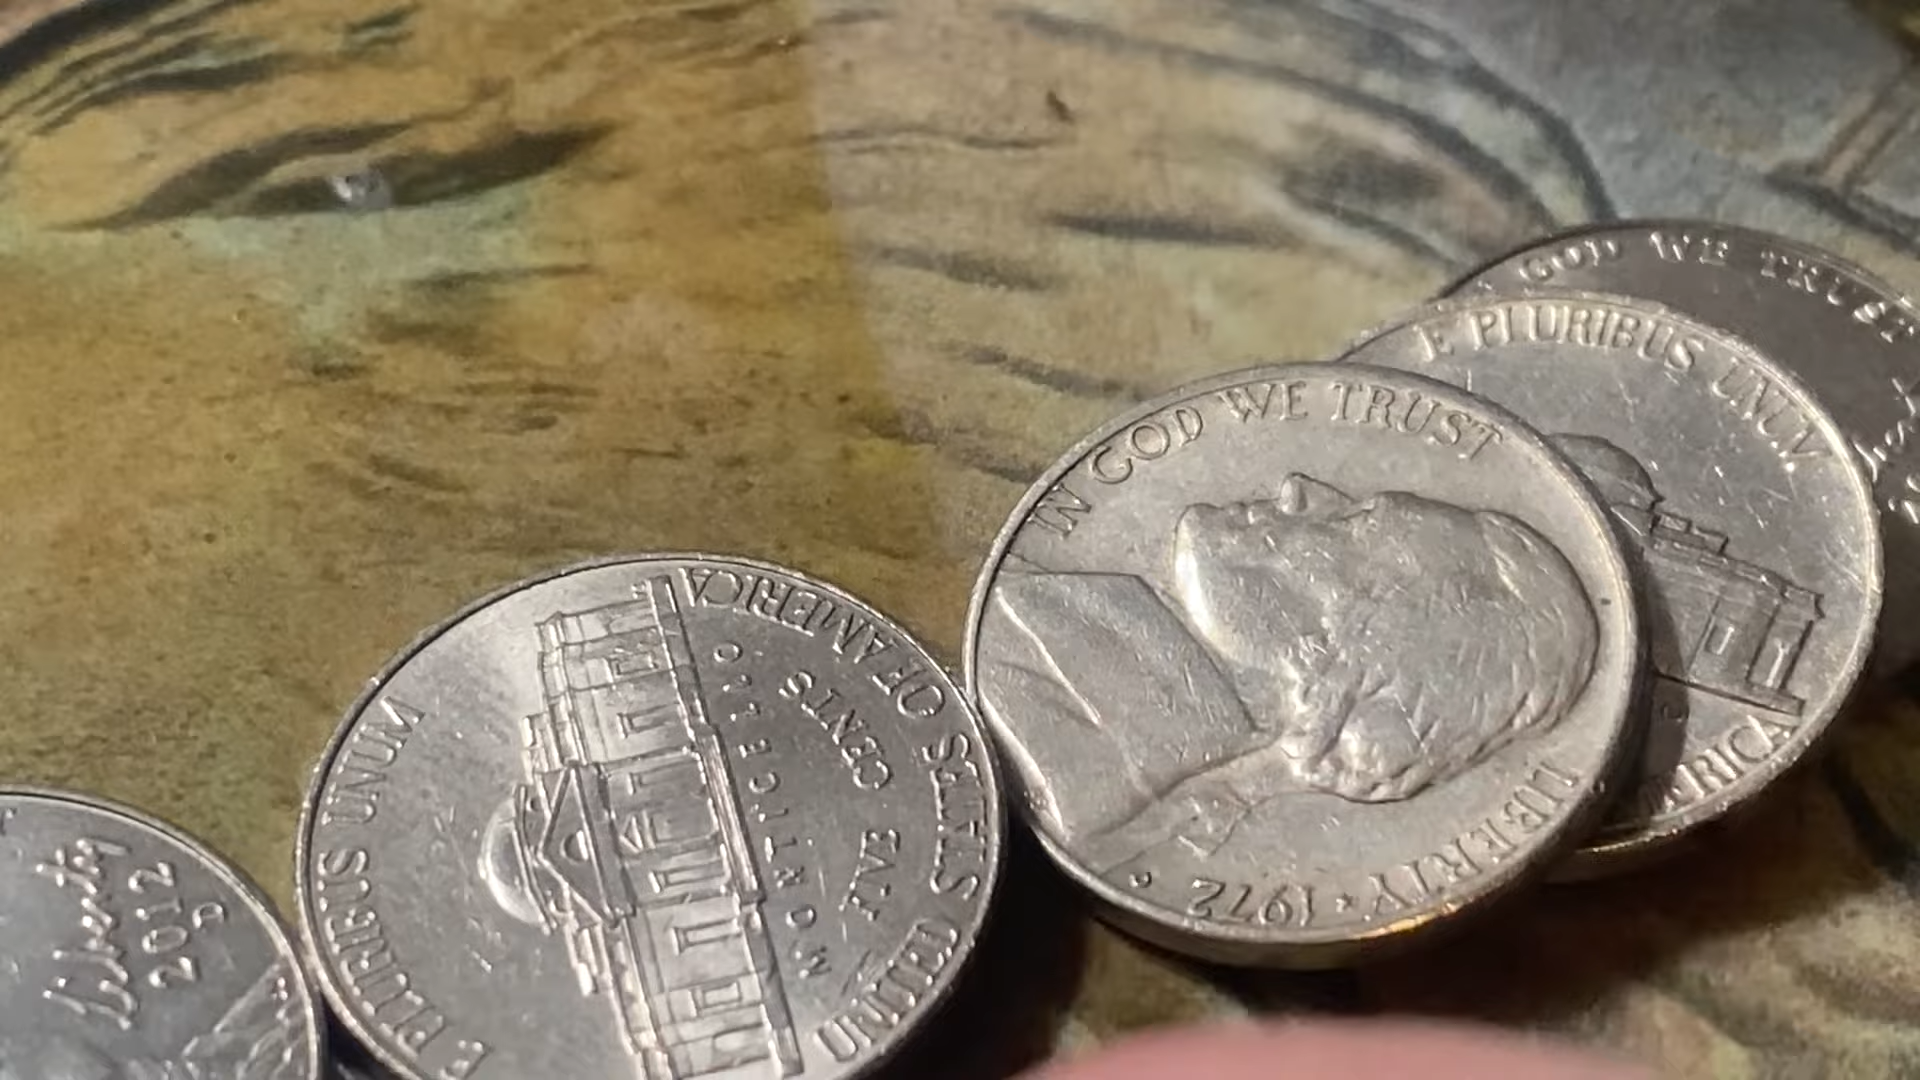 Liberty
2012
D
E PLURIBUS UNUM
MONTICELLO
FIVE CENTS
UNITED STATES OF AMERICA
IN GOD WE TRUST
LIBERTY ★ 1972
D
E PLURIBUS UNUM
GOD WE TRUST